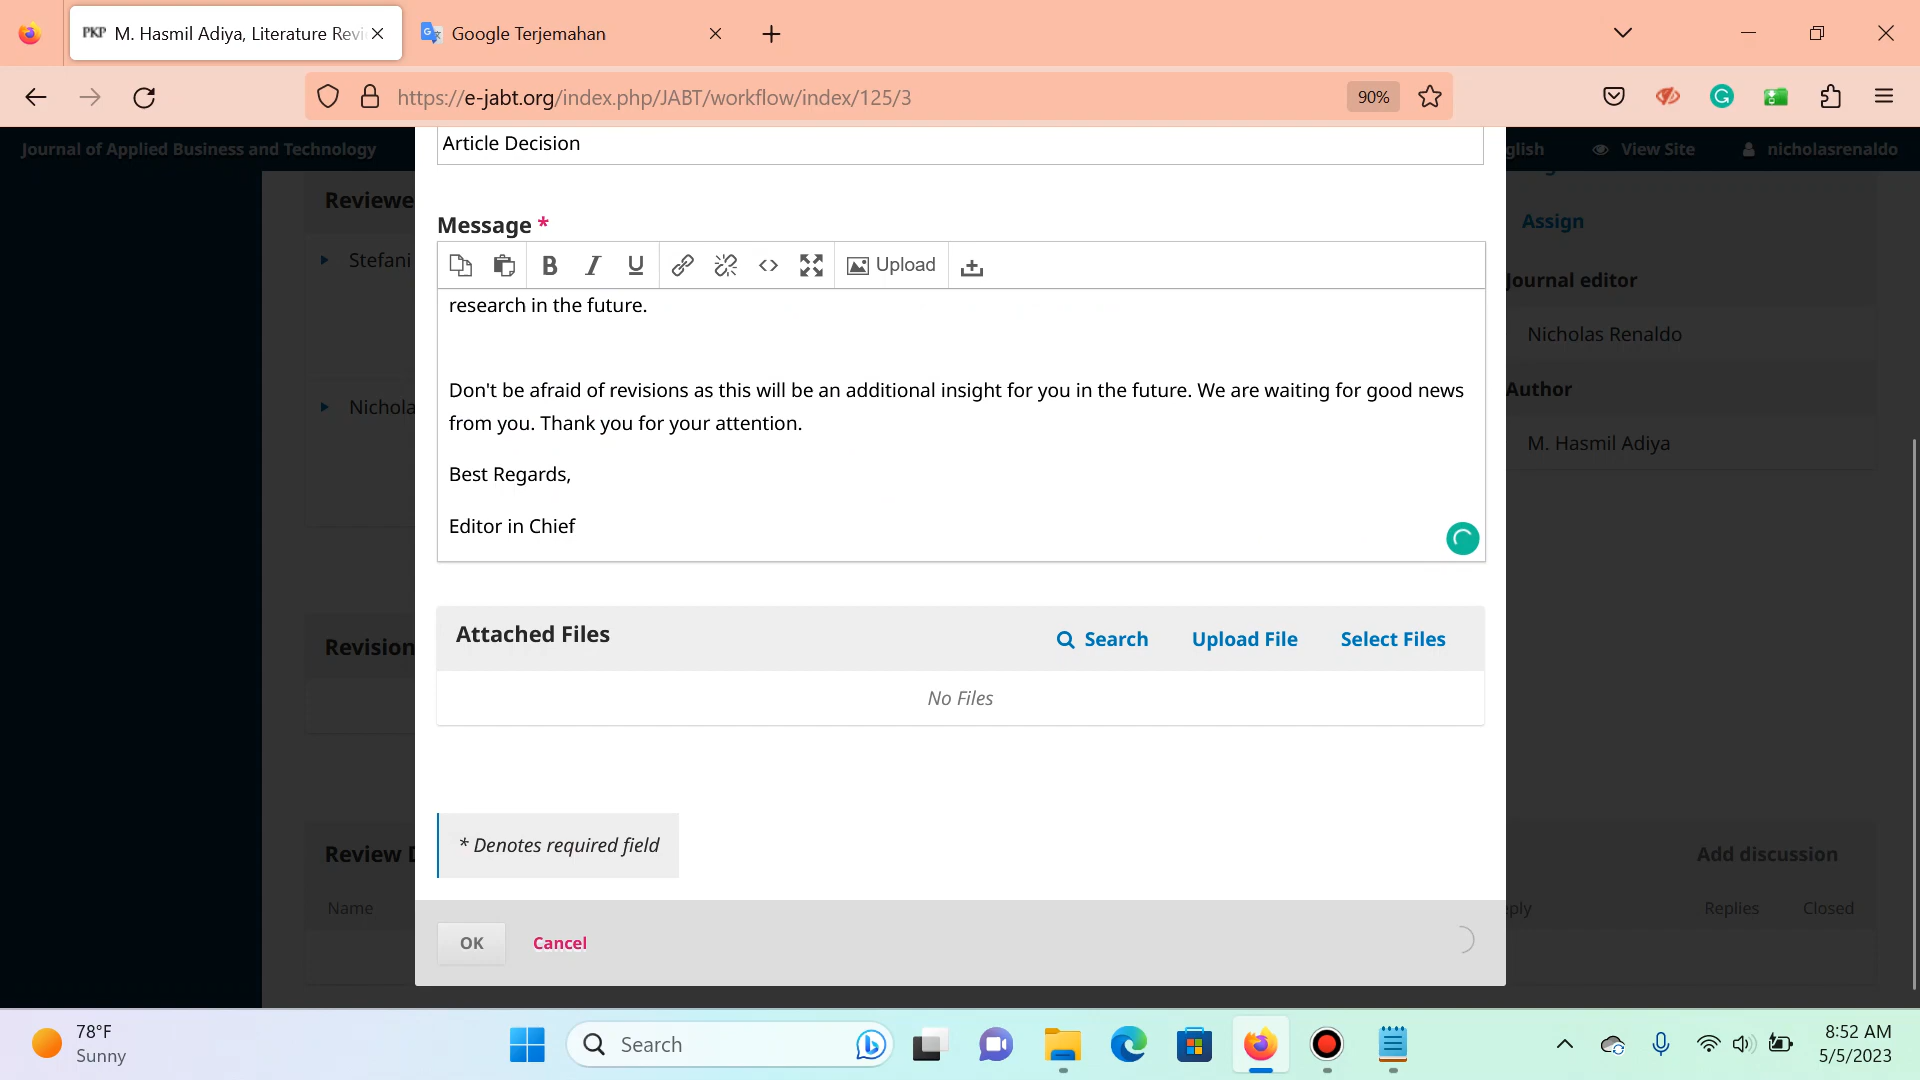 PKP M. Hasmil Adiya, Literature Revi
Google Terjemahan
https://e-jabt.org/index.php/JABT/workflow/index/125/3
90%
Journal of Applied Business and Technology
glish
View Site
nicholasrenaldo
Article Decision
Reviewe
Assign
Message *
Stefani
Upload
Journal editor
research in the future.
Nicholas Renaldo
Don't be afraid of revisions as this will be an additional insight for you in the future. We are waiting for good news
from you. Thank you for your attention.
Author
Nichola
M. Hasmil Adiya
Best Regards,
Editor in Chief
Attached Files
Search
Upload File
Select Files
Revision
No Files
* Denotes required field
Review D
Add discussion
Name
eply
Replies
Closed
OK
Cancel
78°F
Sunny
Search
8:52 AM
5/5/2023